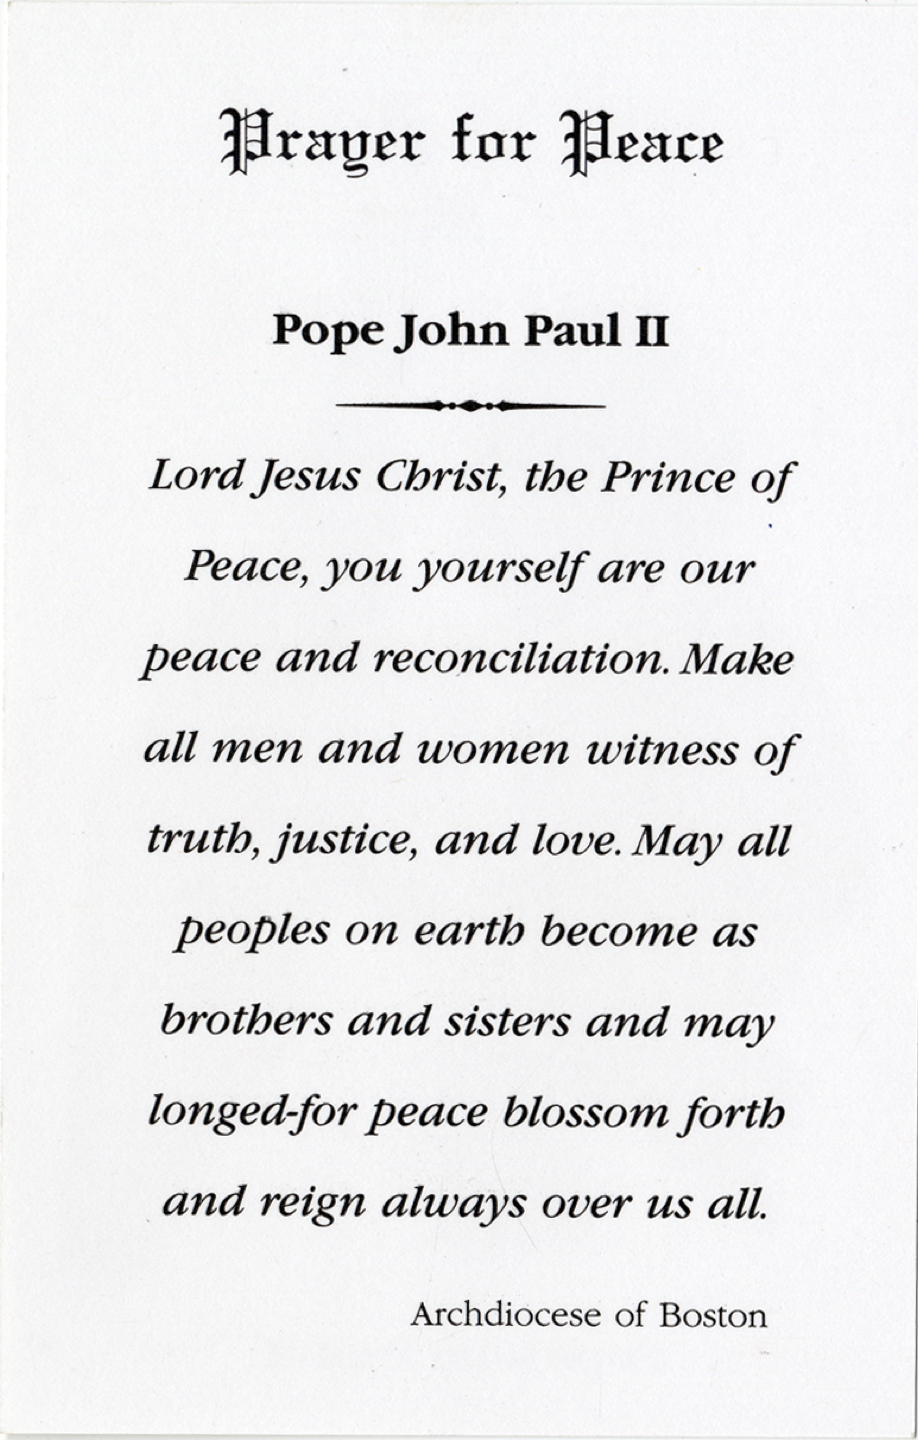 Prayer for Peace
Pope John Paul II
Lord Jesus Christ, the Prince of
Peace, you yourself are our
peace and reconciliation. Make
all men and women witness of
truth, justice, and love. May all
peoples on earth become as
brothers and sisters and may
longed-for peace blossom forth
and reign always over us all.
Archdiocese of Boston